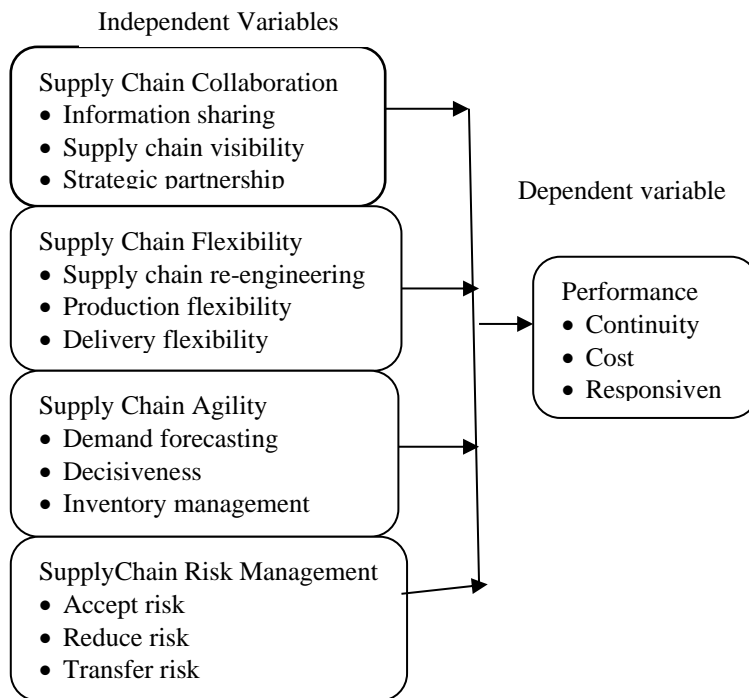 Independent Variables
Supply Chain Collaboration
• Information sharing
• Supply chain visibility
• Strategic partnership
Supply Chain Flexibility
• Supply chain re-engineering
• Production flexibility
• Delivery flexibility
Supply Chain Agility
• Demand forecasting
• Decisiveness
• Inventory management
SupplyChain Risk Management
• Accept risk
• Reduce risk
• Transfer risk
Dependent variable
Performance
• Continuity
• Cost
• Responsiven